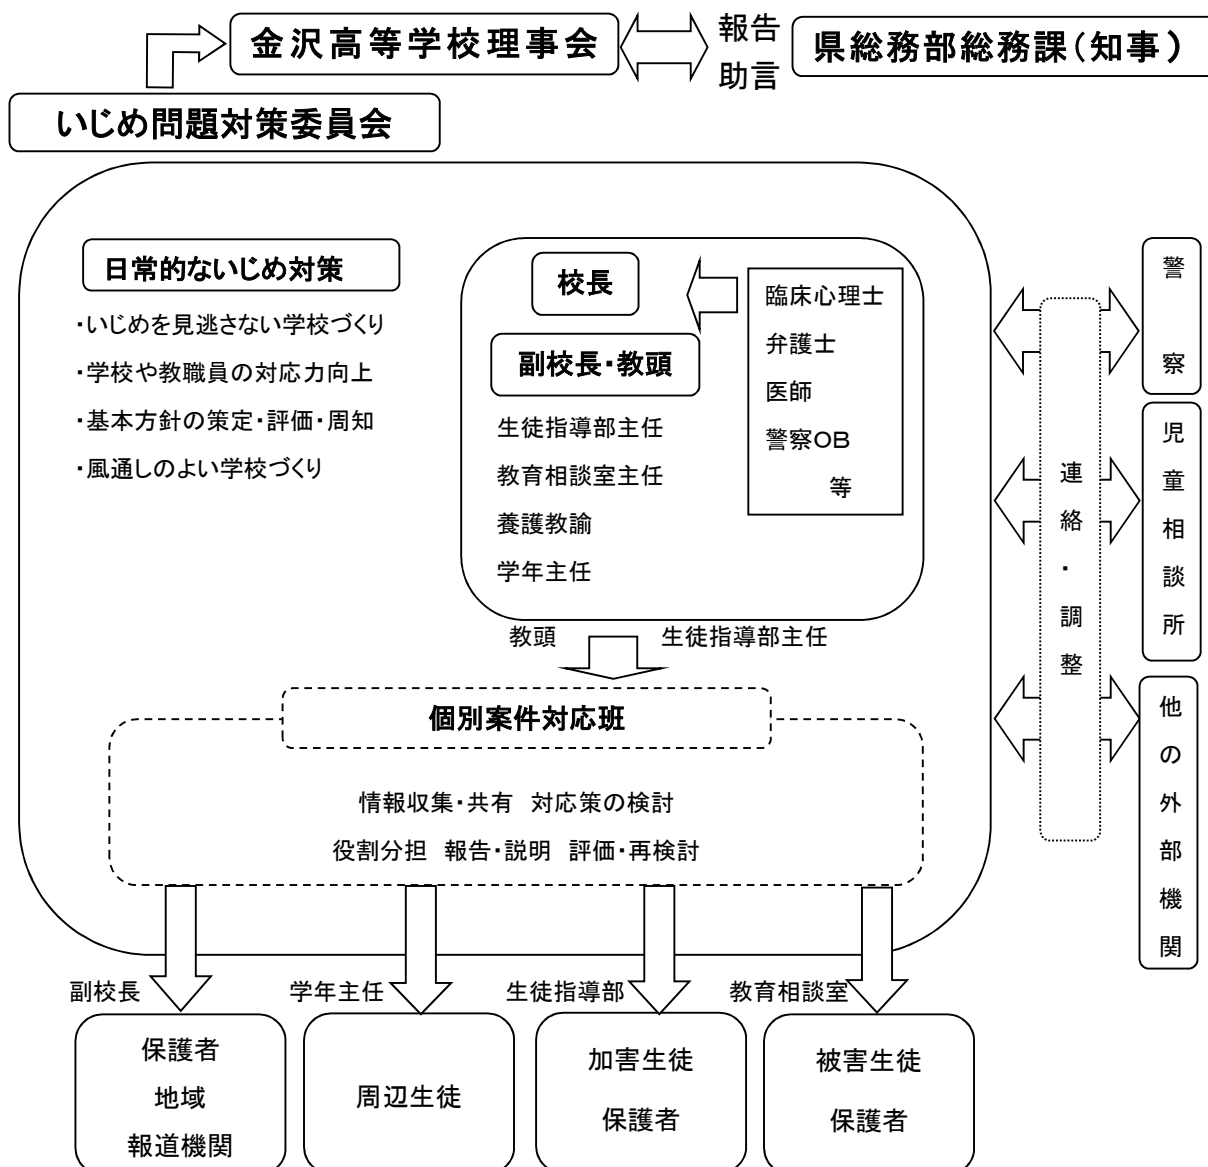 金沢高等学校理事会
報告
助言
県総務部総務課(知事)
いじめ問題対策委員会
日常的ないじめ対策
・いじめを見逃さない学校づくり
・学校や教職員の対応力向上
・基本方針の策定・評価・周知
・風通しのよい学校づくり
校長
副校長・教頭
生徒指導部主任
教育相談室主任
養護教諭
学年主任
臨床心理士
弁護士
医師
警察OB
等
教頭
生徒指導部主任
個別案件対応班
情報収集・共有 対応策の検討
役割分担 報告・説明 評価・再検討
連絡・調整
警察
児童相談所
他の外部機関
副校長
保護者
地域
報道機関
学年主任
周辺生徒
生徒指導部
加害生徒
保護者
教育相談室
被害生徒
保護者